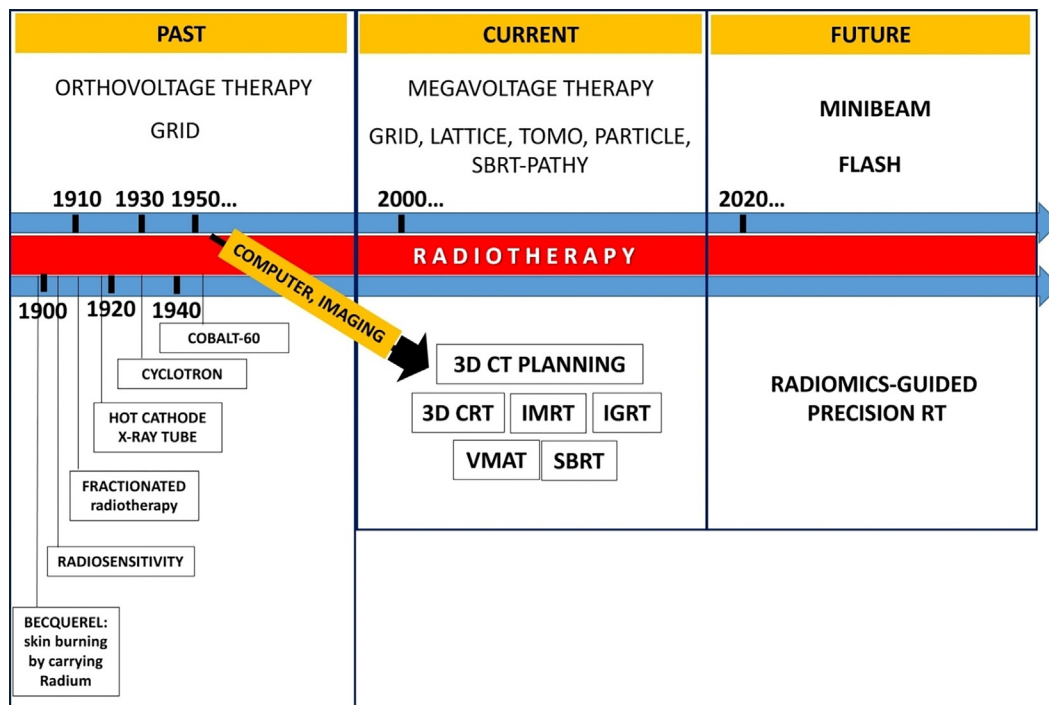 PAST
CURRENT
FUTURE
ORTHOVOLTAGE THERAPY
GRID
MEGAVOLTAGE THERAPY
GRID, LATTICE, TOMO, PARTICLE,
SBRT-PATHY
MINIBEAM
FLASH
1910
1930
1950...
2000...
2020...
RADIOTHERAPY
COMPUTER, IMAGING
1900
1920
1940
COBALT-60
CYCLOTRON
HOT CATHODE
X-RAY TUBE
FRACTIONATED
radiotherapy
RADIOSENSITIVITY
BECQUEREL:
skin burning
by carrying
Radium
3D CT PLANNING
3D CRT
IMRT
IGRT
VMAT
SBRT
RADIOMICS-GUIDED
PRECISION RT